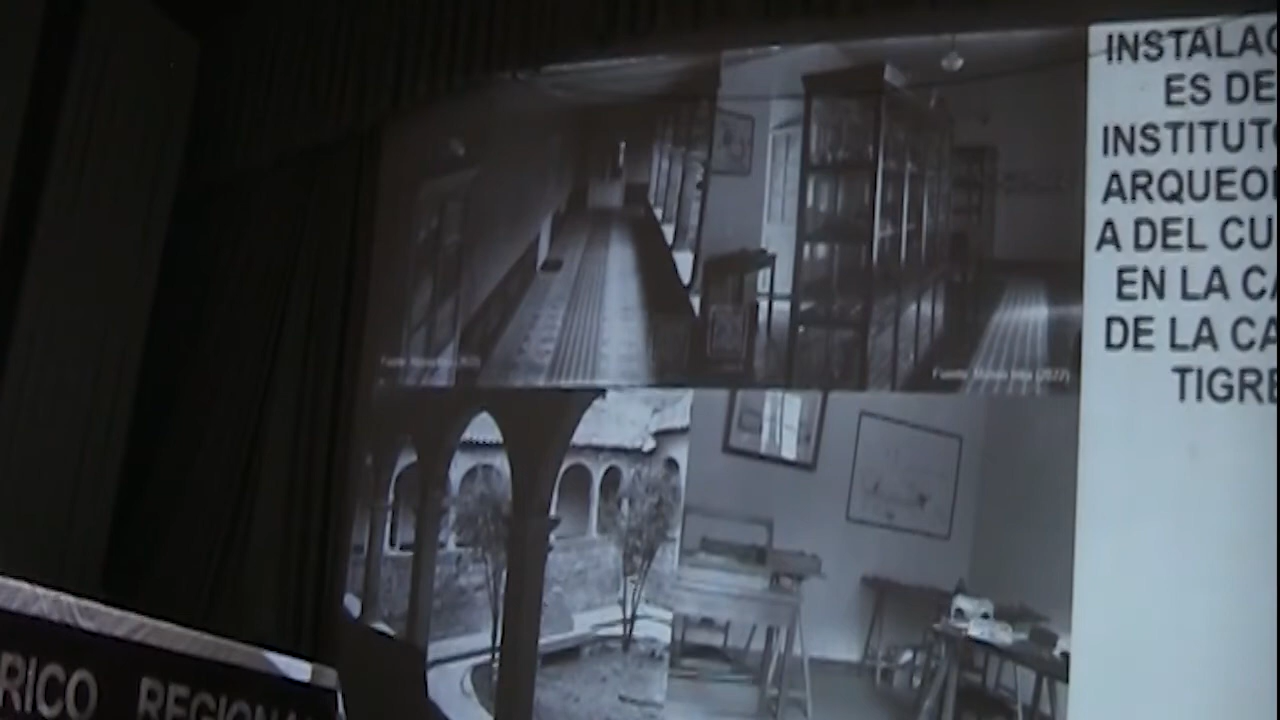 INSTALAC
ES DE
INSTITUTO
ARQUEOL
A DEL CU
EN LA CA
DE LA CA
TIGRE
RICO REGIONA